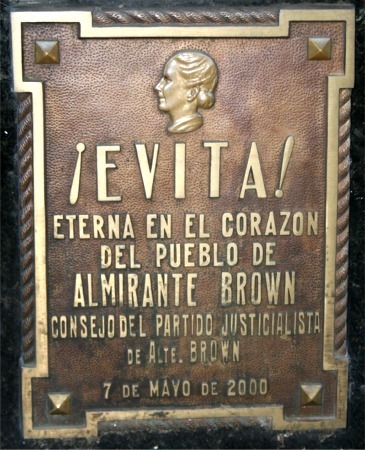 ¡EVITA!
ETERNA EN EL CORAZON
DEL PUEBLO DE
ALMIRANTE BROWN
CONSEJO DEL PARTIDO JUSTICIALISTA
DE ALTE. BROWN
7 DE MAYO DE 2000